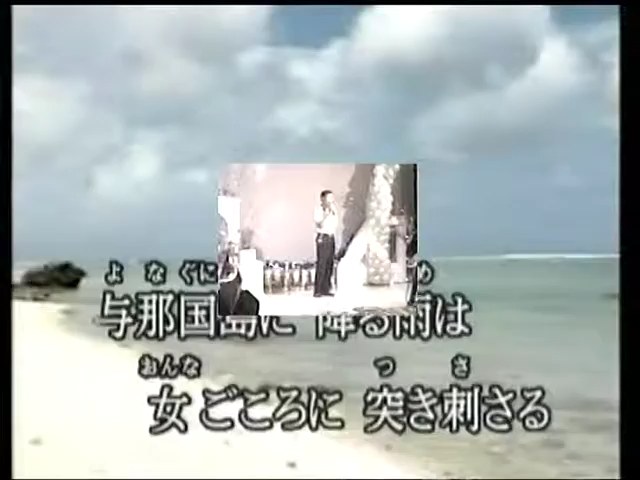 よ な ぐに め
与那国島に 降る雨は
おんな つ さ
女ごころに 突き刺さる